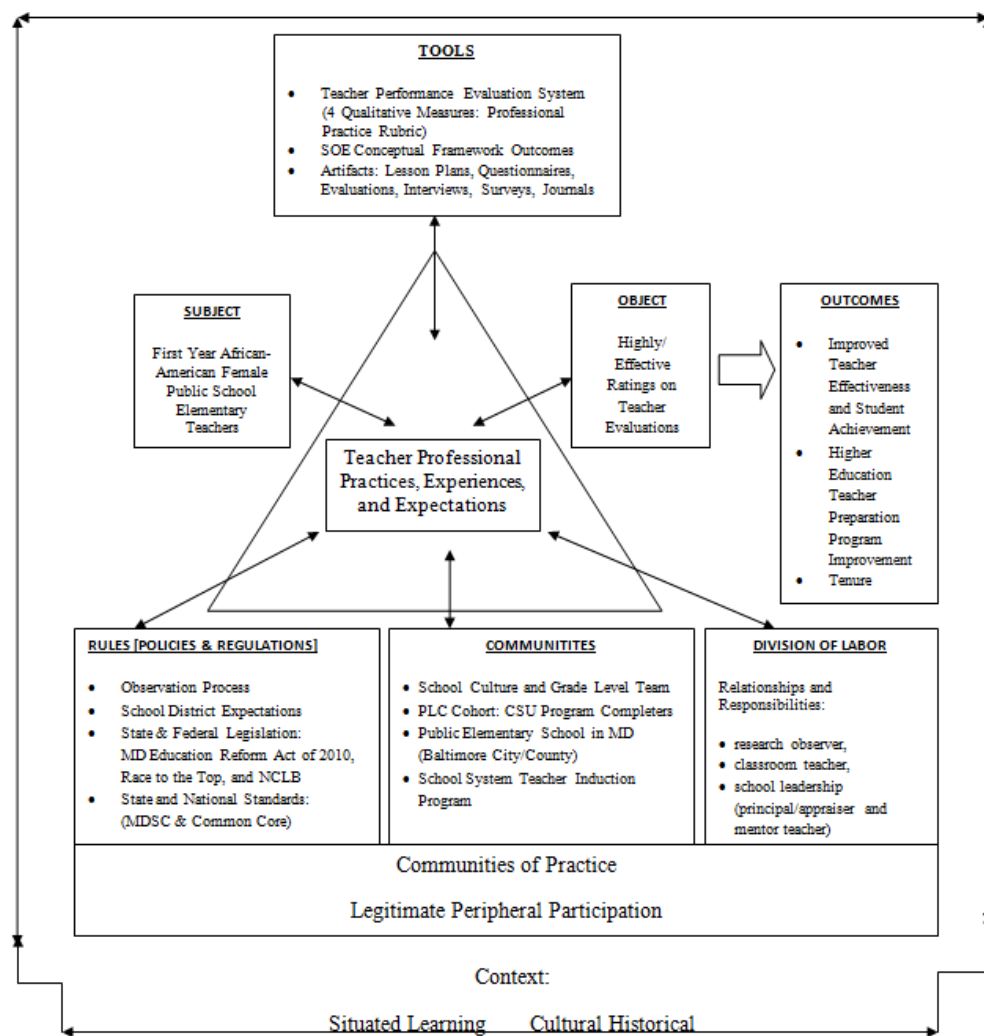 TOOLS
• Teacher Performance Evaluation System
(4 Qualitative Measures: Professional
Practice Rubric)
• SOE Conceptual Framework Outcomes
• Artifacts: Lesson Plans, Questionnaires,
Evaluations, Interviews, Surveys, Journals
SUBJECT
First Year African-
American Female
Public School
Elementary
Teachers
OBJECT
Highly/
Effective
Ratings on
Teacher
Evaluations
OUTCOMES
• Improved
Teacher
Effectiveness
and Student
Achievement
• Higher
Education
Teacher
Preparation
Program
Improvement
• Tenure
Teacher Professional
Practices, Experiences,
and Expectations
RULES [POLICIES & REGULATIONS]
• Observation Process
• School District Expectations
• State & Federal Legislation:
MD Education Reform Act of 2010,
Race to the Top, and NCLB
• State and National Standards:
(MDSC & Common Core)
COMMUNITITES
• School Culture and Grade Level Team
• PLC Cohort: CSU Program Completers
• Public Elementary School in MD
(Baltimore City/County)
• School System Teacher Induction
Program
DIVISION OF LABOR
Relationships and
Responsibilities:
• research observer,
• classroom teacher,
• school leadership
(principal/appraiser and
mentor teacher)
Communities of Practice
Legitimate Peripheral Participation
Context:
Situated Learning Cultural Historical